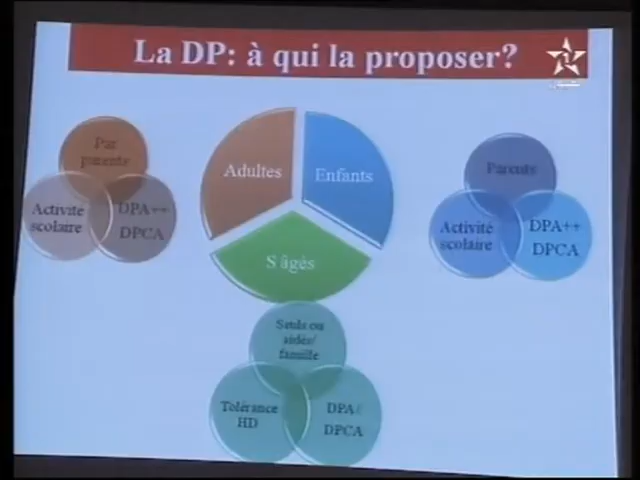 La DP: à qui la proposer?
Par
parents
Activité
scolaire
DPA++
DPCA
Adultes
Enfants
S âgés
Parents
Activité
scolaire
DPA++
DPCA
Seuls ou
aidés/
famille
Tolérance
HD
DPA/
DPCA